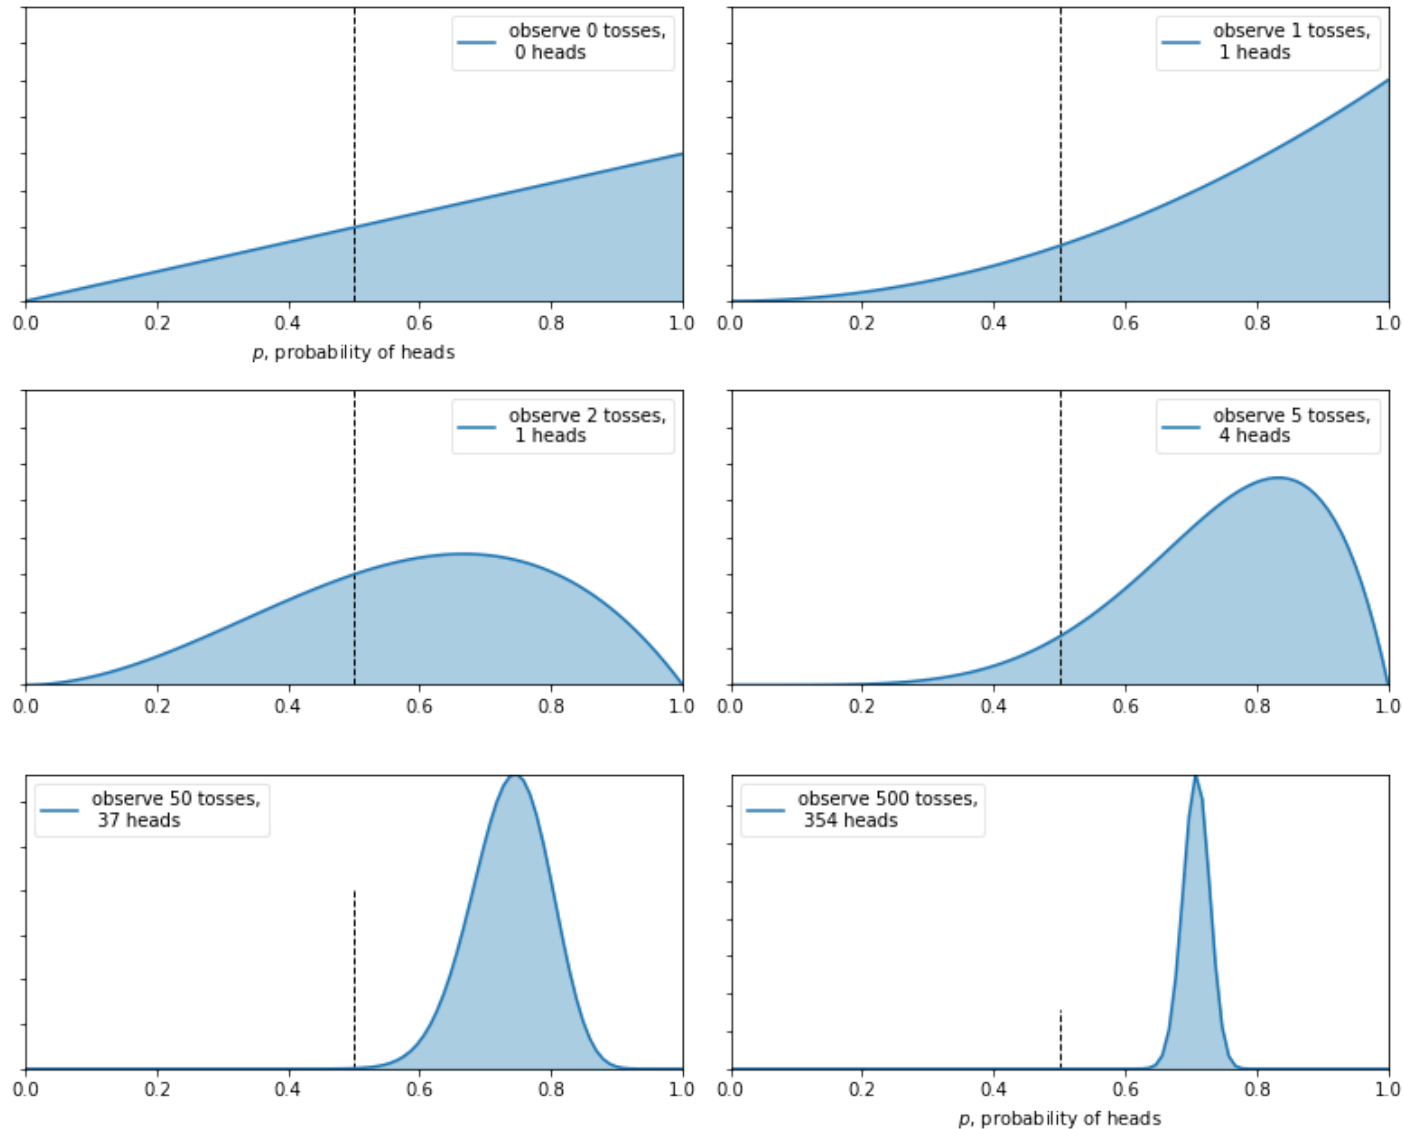 observe 0 tosses,
0 heads
0.0 0.2 0.4 0.6 0.8 1.0
p, probability of heads
observe 1 tosses,
1 heads
0.0 0.2 0.4 0.6 0.8 1.0
observe 2 tosses,
1 heads
0.0 0.2 0.4 0.6 0.8 1.0
observe 5 tosses,
4 heads
0.0 0.2 0.4 0.6 0.8 1.0
observe 50 tosses,
37 heads
0.0 0.2 0.4 0.6 0.8 1.0
observe 500 tosses,
354 heads
0.0 0.2 0.4 0.6 0.8 1.0
p, probability of heads